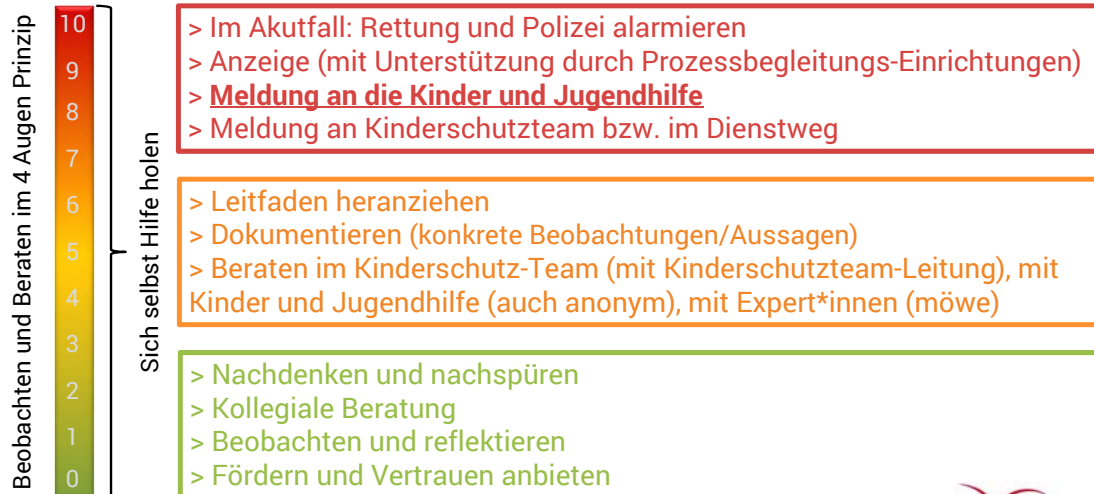 Beobachten und Beraten im 4 Augen Prinzip
10
9
8
7
6
5
4
3
2
1
0
Sich selbst Hilfe holen
> Im Akutfall: Rettung und Polizei alarmieren
> Anzeige (mit Unterstützung durch Prozessbegleitungs-Einrichtungen)
> Meldung an die Kinder und Jugendhilfe
> Meldung an Kinderschutzteam bzw. im Dienstweg
> Leitfaden heranziehen
> Dokumentieren (konkrete Beobachtungen/Aussagen)
> Beraten im Kinderschutz-Team (mit Kinderschutzteam-Leitung), mit
Kinder und Jugendhilfe (auch anonym), mit Expert*innen (möwe)
> Nachdenken und nachspüren
> Kollegiale Beratung
> Beobachten und reflektieren
> Fördern und Vertrauen anbieten